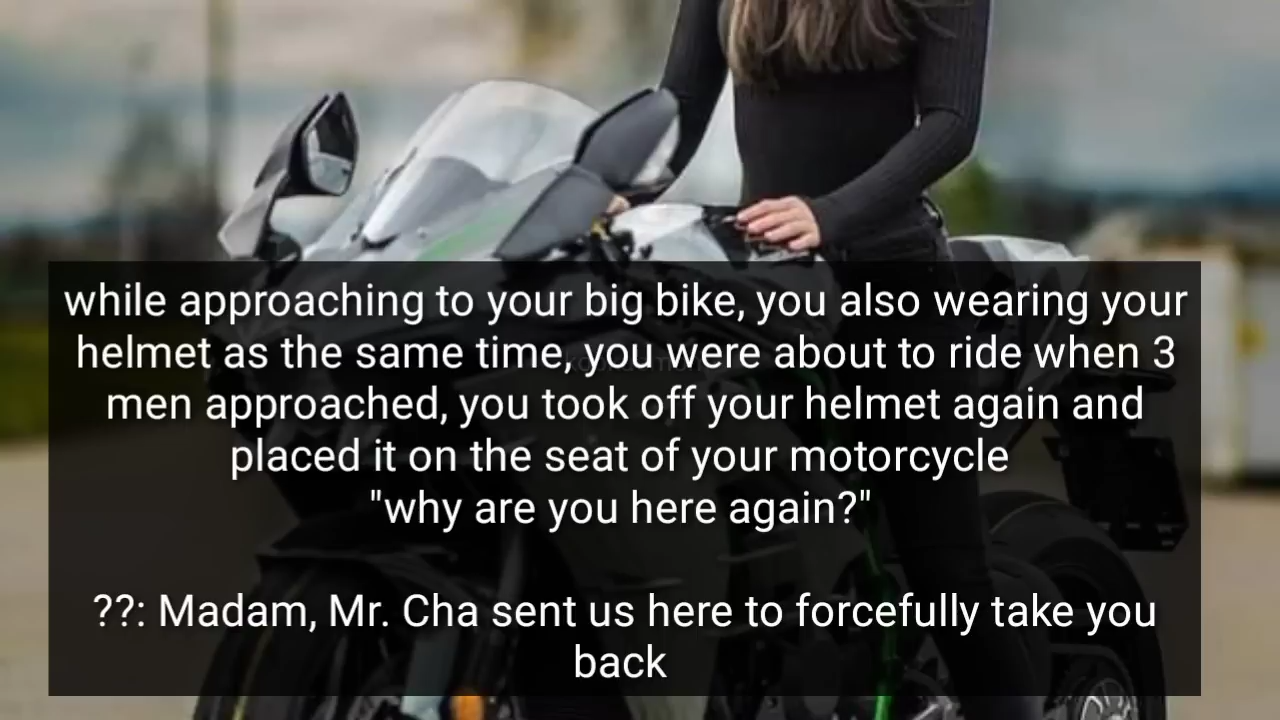 while approaching to your big bike, you also wearing your
helmet as the same time, you were about to ride when 3
men approached, you took off your helmet again and
placed it on the seat of your motorcycle
"why are you here again?"
??: Madam, Mr. Cha sent us here to forcefully take you
back